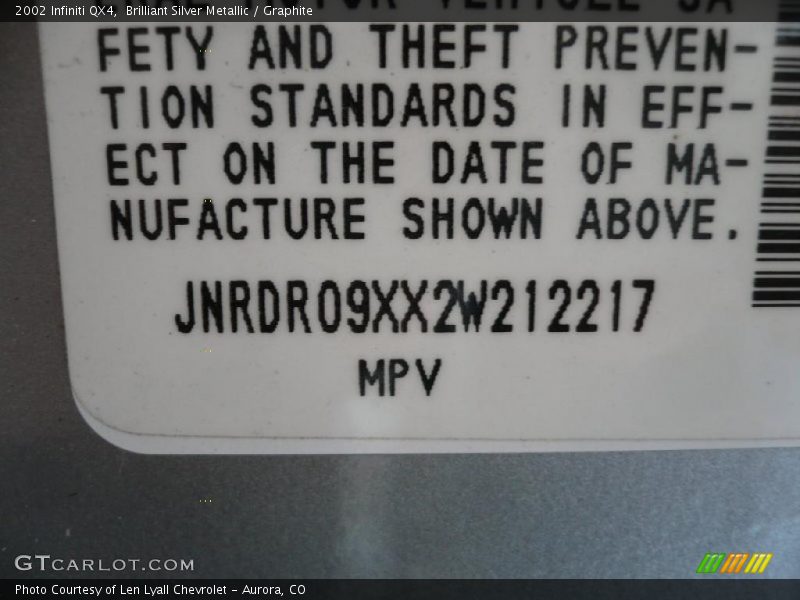 2002 Infiniti QX4, Brilliant Silver Metallic / Graphite
FETY AND THEFT PREVEN-
TION STANDARDS IN EFF-
ECT ON THE DATE OF MA-
NUFACTURE SHOWN ABOVE.
JNRDR09XX2W212217
MPV
GTCARLOT.COM
Photo Courtesy of Len Lyall Chevrolet - Aurora, CO